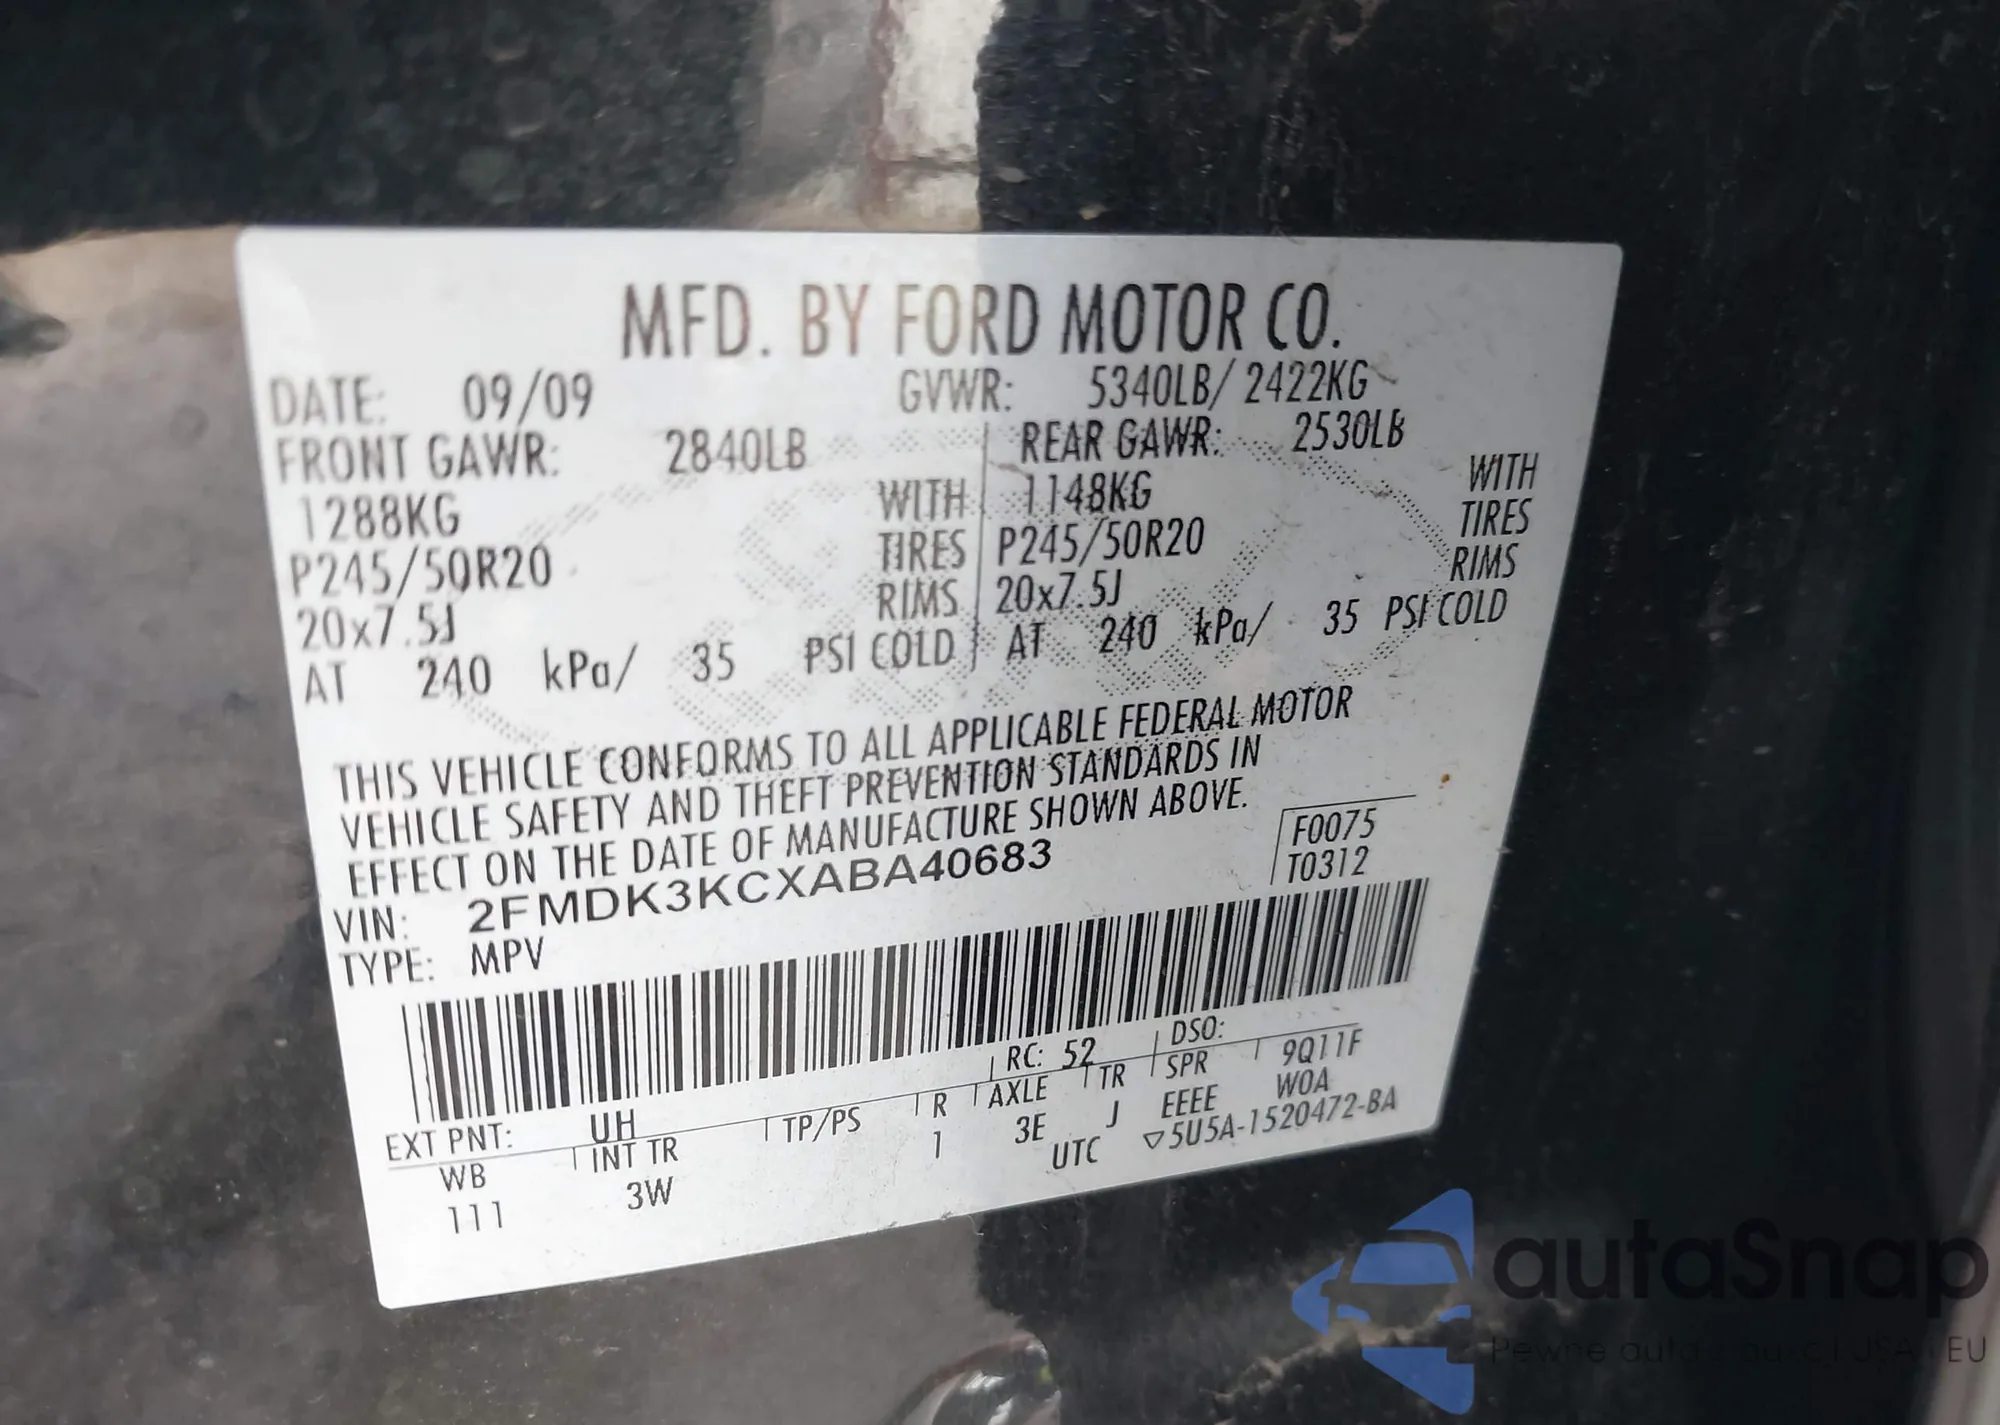 MFD. BY FORD MOTOR CO.
DATE: 09/09 GVWR: 5340LB/ 2422KG
FRONT GAWR: 2840LB REAR GAWR: 2530LB
1288KG WITH 1148KG WITH
P245/50R20 TIRES P245/50R20 TIRES
20x7.5J RIMS 20x7.5J RIMS
AT 240 kPa/ 35 PSI COLD AT 240 kPa/ 35 PSI COLD
THIS VEHICLE CONFORMS TO ALL APPLICABLE FEDERAL MOTOR
VEHICLE SAFETY AND THEFT PREVENTION STANDARDS IN
EFFECT ON THE DATE OF MANUFACTURE SHOWN ABOVE.
F0075
VIN: 2FMDK3KCXABA40683 T0312
TYPE: MPV
EXT PNT: UH RC: 52 DSO: 9Q11F
WB INT TR TP/PS R AXLE TR SPR W0A
111 3W 1 3E J EEEE
UTC ▽5U5A-1520472-BA
autaSnap
Pewne auta EU